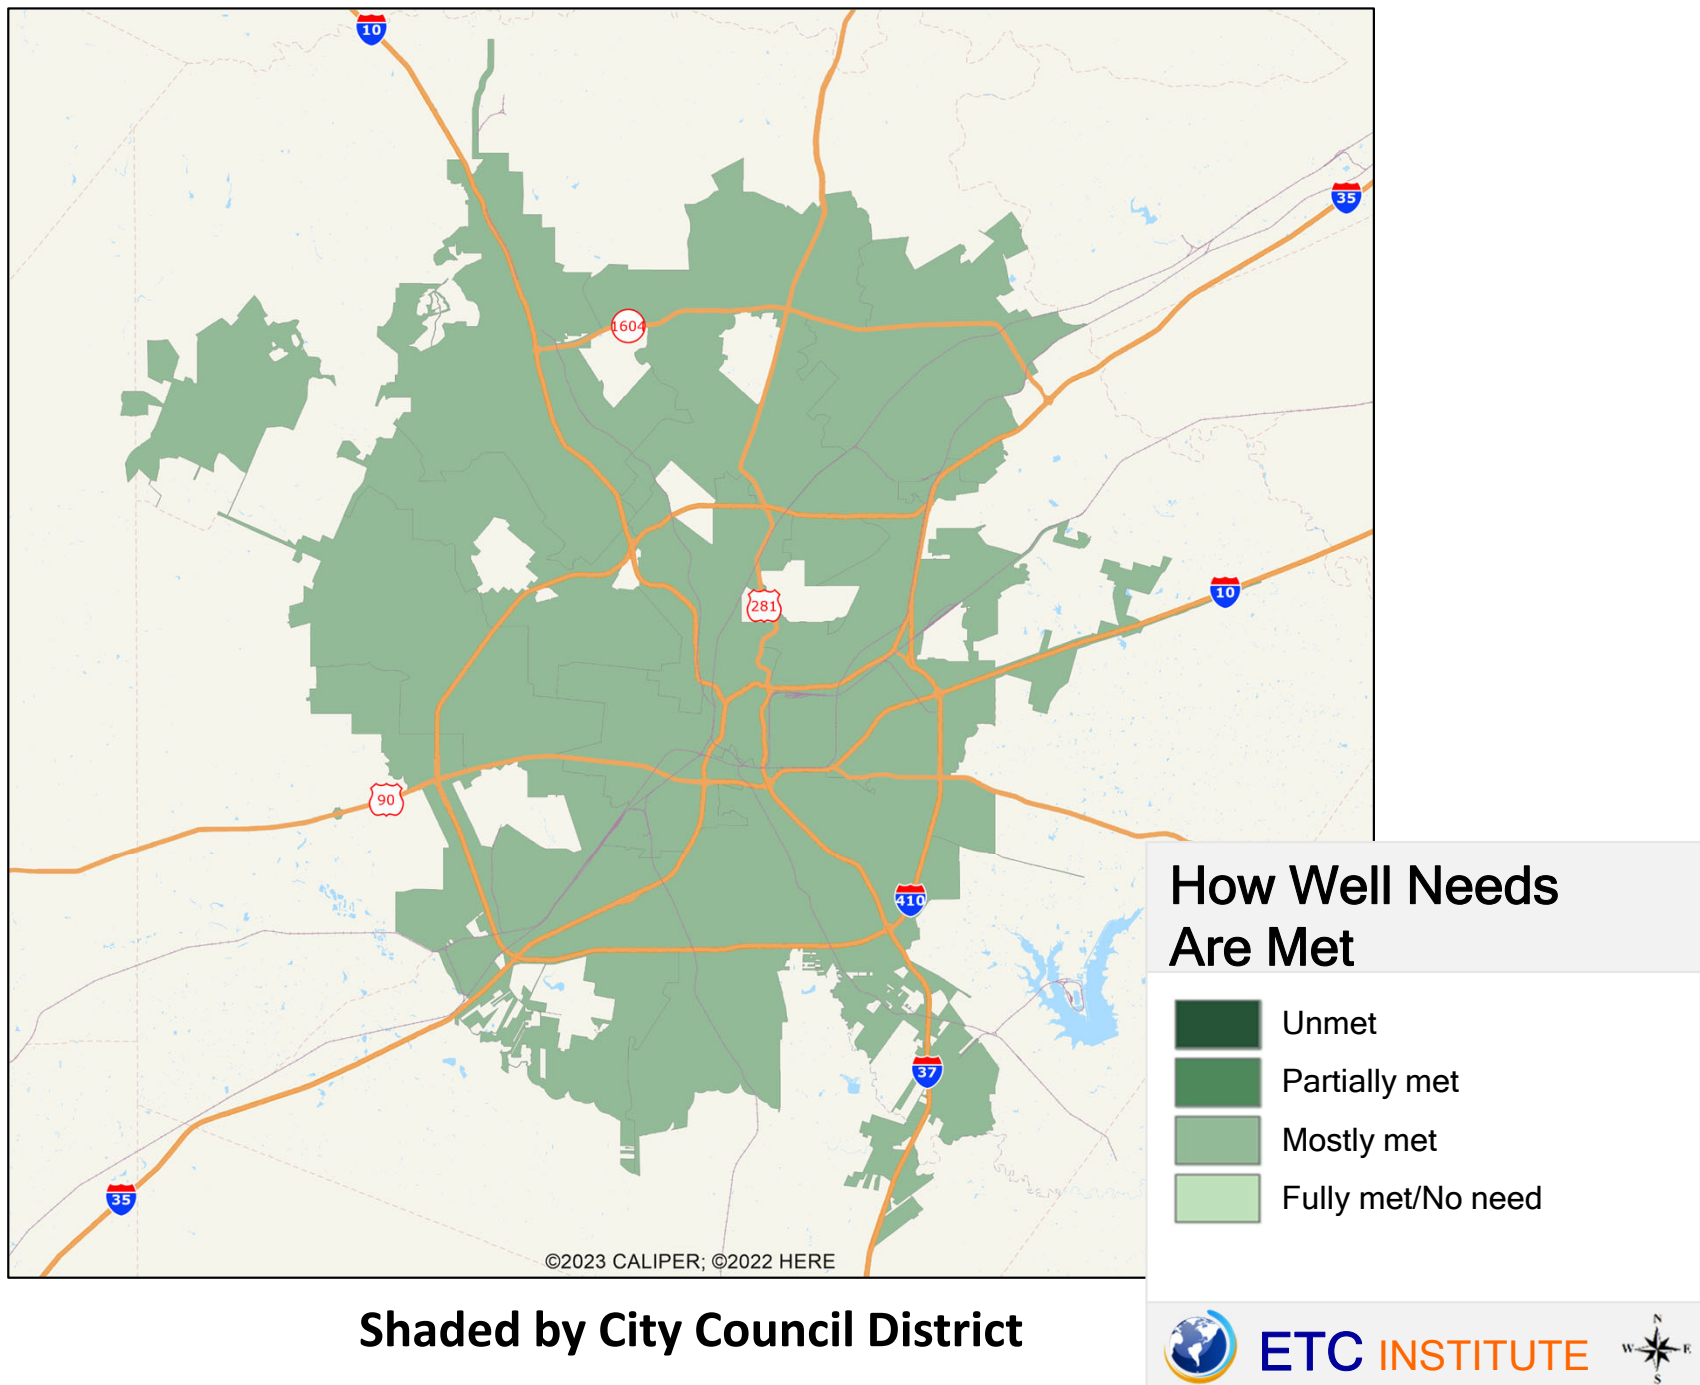 10
35
1604
10
281
90
410
37
35
©2023 CALIPER; ©2022 HERE
How Well Needs
Are Met
Unmet
Partially met
Mostly met
Fully met/No need
Shaded by City Council District
ETC INSTITUTE
N
W E
S